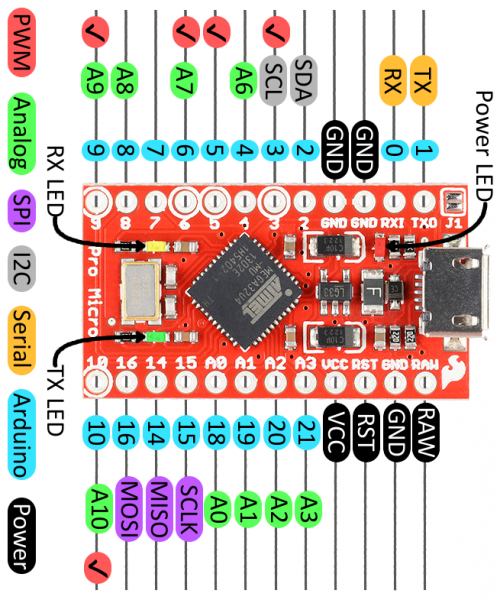 Power LED
TX
1
TXO
J1
RX
0
RXI
GND
GND
GND
GND
SDA
2
2
SCL
3
3
A6
4
4
5
5
A7
6
6
7
7
A8
8
8
A9
9
9
RX LED
TX LED
Pro Micro
ATMEL
MEGA32U4
F
RAW
RAW
GND
GND
RST
RST
VCC
VCC
A3
21
A3
A2
20
A2
A1
19
A1
A0
18
A0
15
15
SCLK
14
14
MISO
16
16
MOSI
10
10
A10
PWM
Analog
SPI
I2C
Serial
Arduino
Power